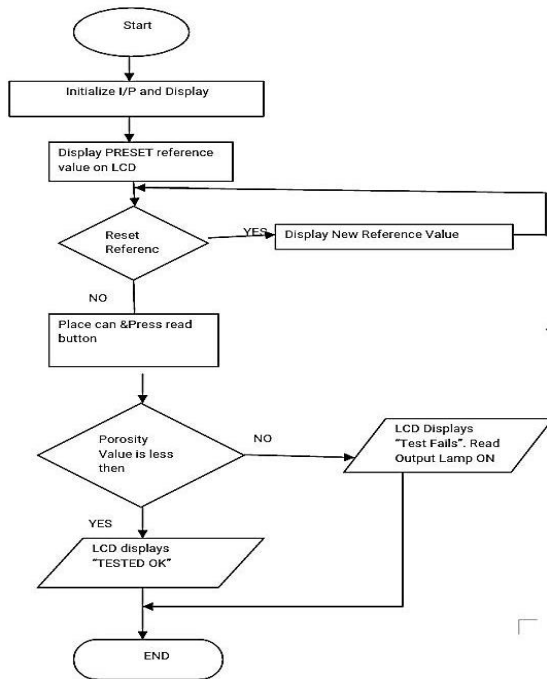 Start
Initialize I/P and Display
Display PRESET reference
value on LCD
Reset
Referenc
YES
Display New Reference Value
NO
Place can &Press read
button
Porosity
Value is less
then
NO
LCD Displays
“Test Fails”. Read
Output Lamp ON
YES
LCD displays
“TESTED OK”
END